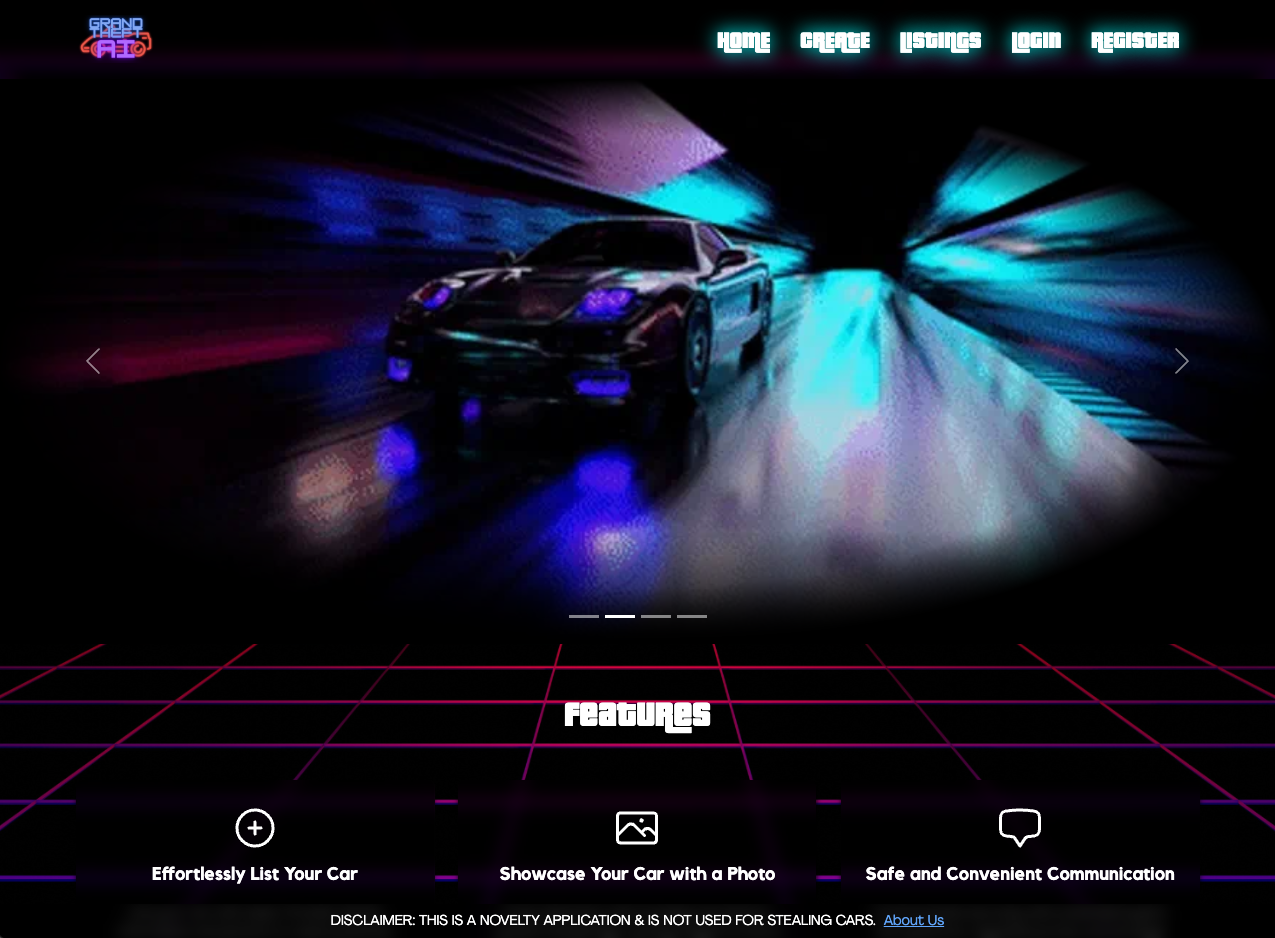 GRAND
THEFT
AI
HOME CREATE LISTINGS LOGIN REGISTER
Features
Effortlessly List Your Car Showcase Your Car with a Photo Safe and Convenient Communication
DISCLAIMER: THIS IS A NOVELTY APPLICATION & IS NOT USED FOR STEALING CARS. About Us